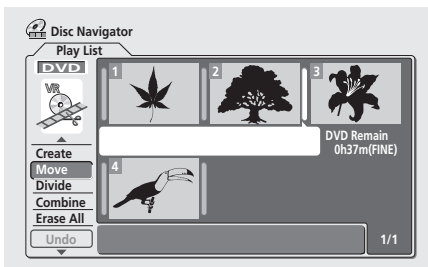 Disc Navigator
Play List
DVD
VR
1
2
3
DVD Remain
0h37m(FINE)
4
Create
Move
Divide
Combine
Erase All
Undo
1/1